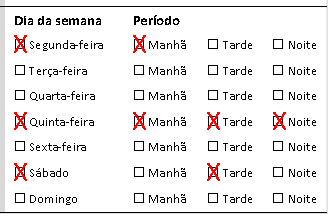 Dia da semana Período
☒ Segunda-feira ☒ Manhã ☐ Tarde ☐ Noite
☐ Terça-feira ☐ Manhã ☐ Tarde ☐ Noite
☐ Quarta-feira ☐ Manhã ☐ Tarde ☐ Noite
☒ Quinta-feira ☒ Manhã ☒ Tarde ☒ Noite
☐ Sexta-feira ☐ Manhã ☐ Tarde ☐ Noite
☒ Sábado ☐ Manhã ☒ Tarde ☐ Noite
☐ Domingo ☐ Manhã ☐ Tarde ☐ Noite